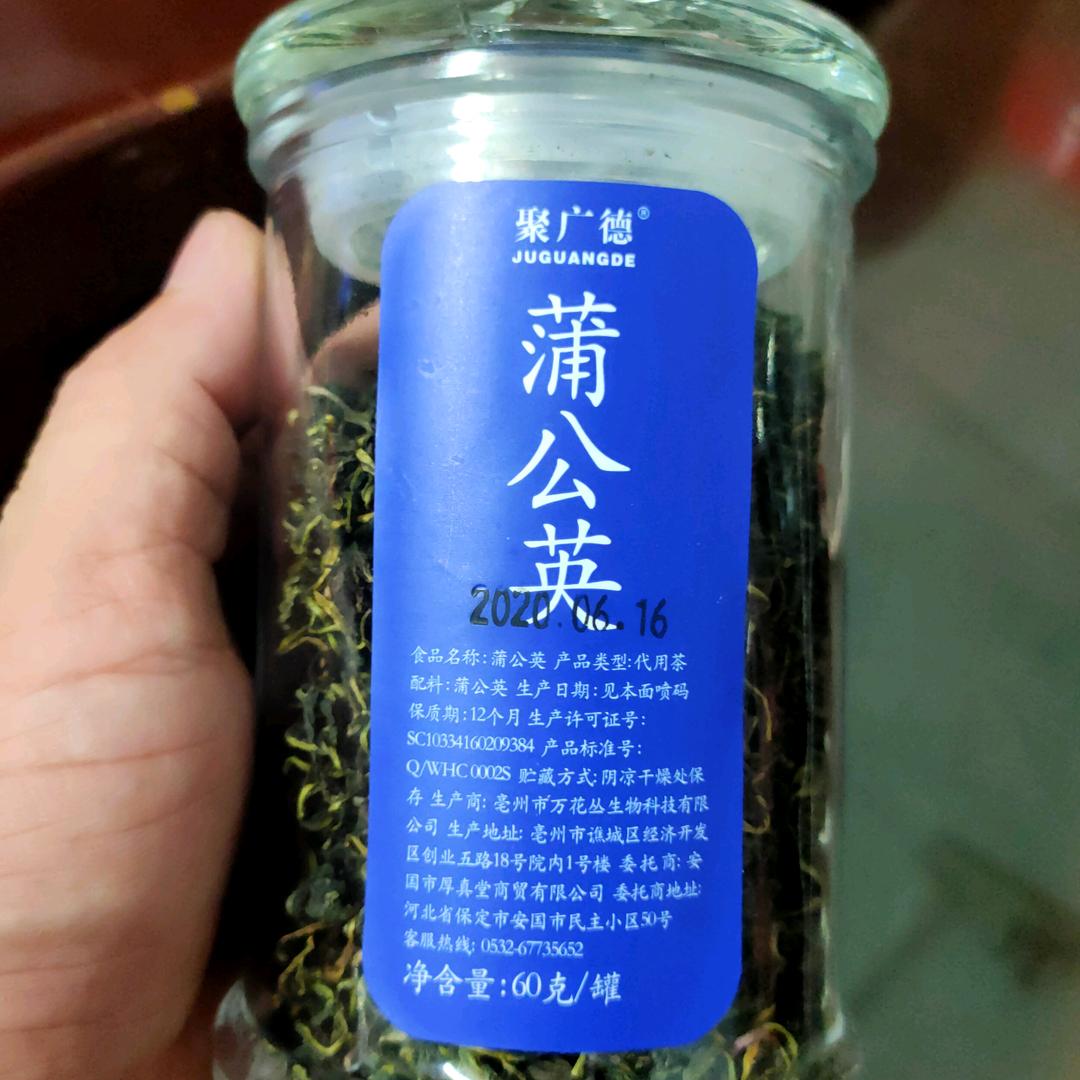 聚广德®
JUGUANGDE
蒲公英
2020.06.16
食品名称:蒲公英 产品类型:代用茶
配料:蒲公英 生产日期:见本面喷码
保质期:12个月 生产许可证号:
SC10334160209384 产品标准号:
Q/WHC 0002S 贮藏方式:阴凉干燥处保
存 生产商: 亳州市万花丛生物科技有限
公司 生产地址: 亳州市谯城区经济开发
区创业五路18号院内1号楼 委托商: 安
国市厚真堂商贸有限公司 委托商地址:
河北省保定市安国市民主小区50号
客服热线: 0532-67735652
净含量:60克/罐